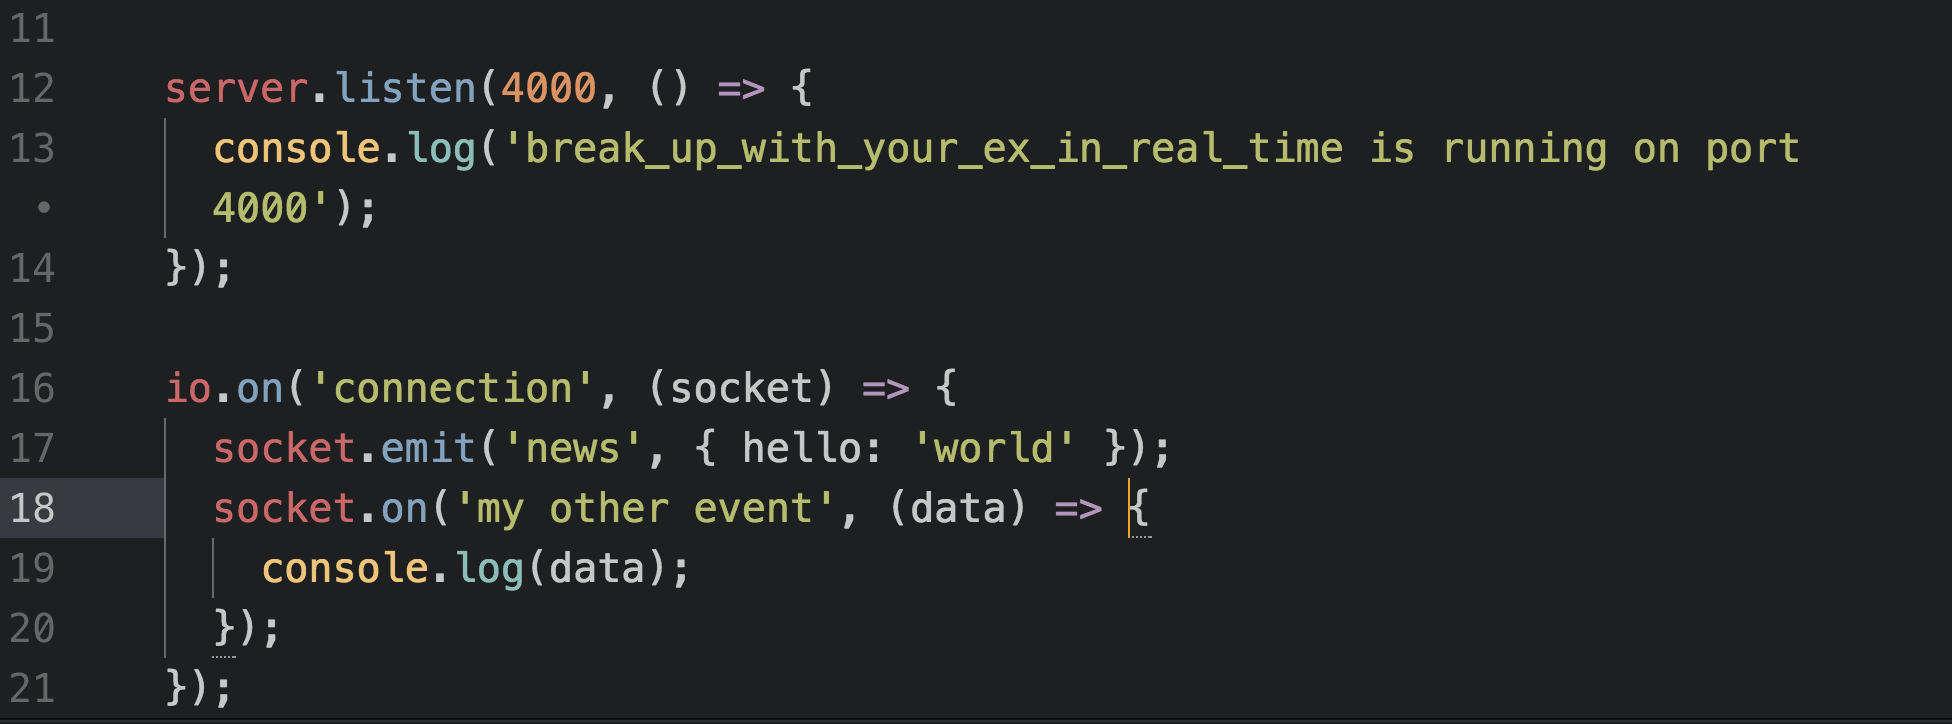 11
12 server.listen(4000, () => {
13 console.log('break_up_with_your_ex_in_real_time is running on port
• 4000');
14 });
15
16 io.on('connection', (socket) => {
17 socket.emit('news', { hello: 'world' });
18 socket.on('my other event', (data) => {
19 console.log(data);
20 });
21 });